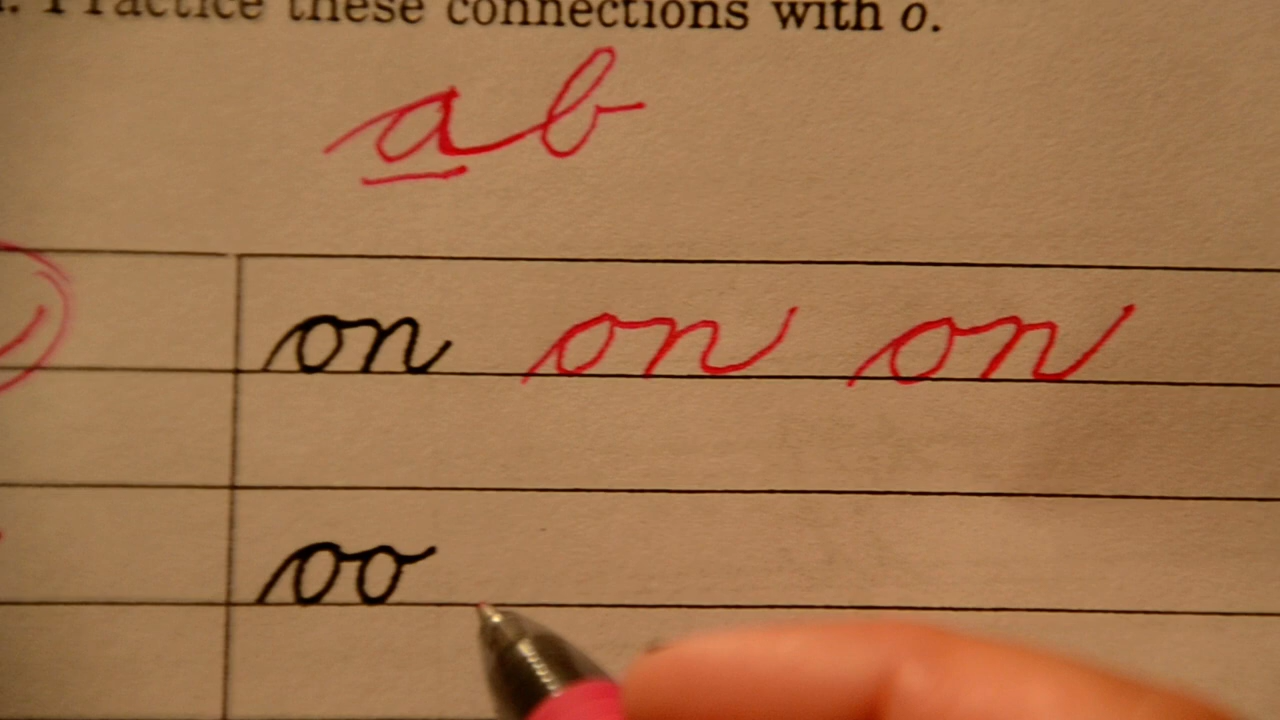 Practice these connections with o.
ab
on on on
oo